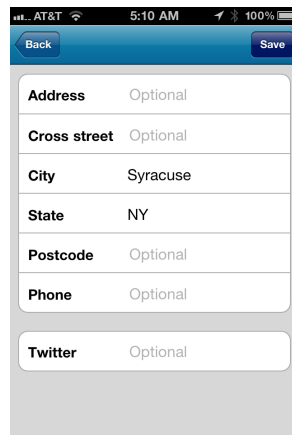 AT&T 5:10 AM 100%
Back Save
Address Optional
Cross street Optional
City Syracuse
State NY
Postcode Optional
Phone Optional
Twitter Optional